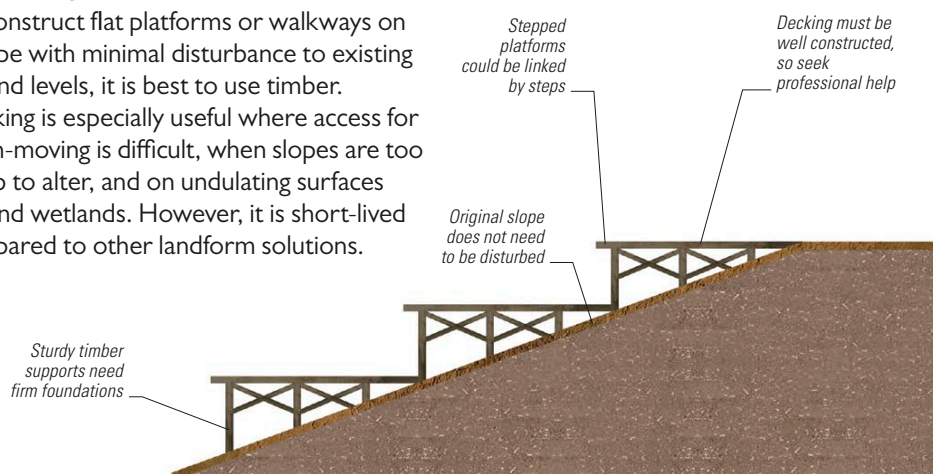 onstruct flat platforms or walkways on
pe with minimal disturbance to existing
nd levels, it is best to use timber.
king is especially useful where access for
n-moving is difficult, when slopes are too
p to alter, and on undulating surfaces
nd wetlands. However, it is short-lived
pared to other landform solutions.
Stepped
platforms
could be linked
by steps
Decking must be
well constructed,
so seek
professional help
Original slope
does not need
to be disturbed
Sturdy timber
supports need
firm foundations